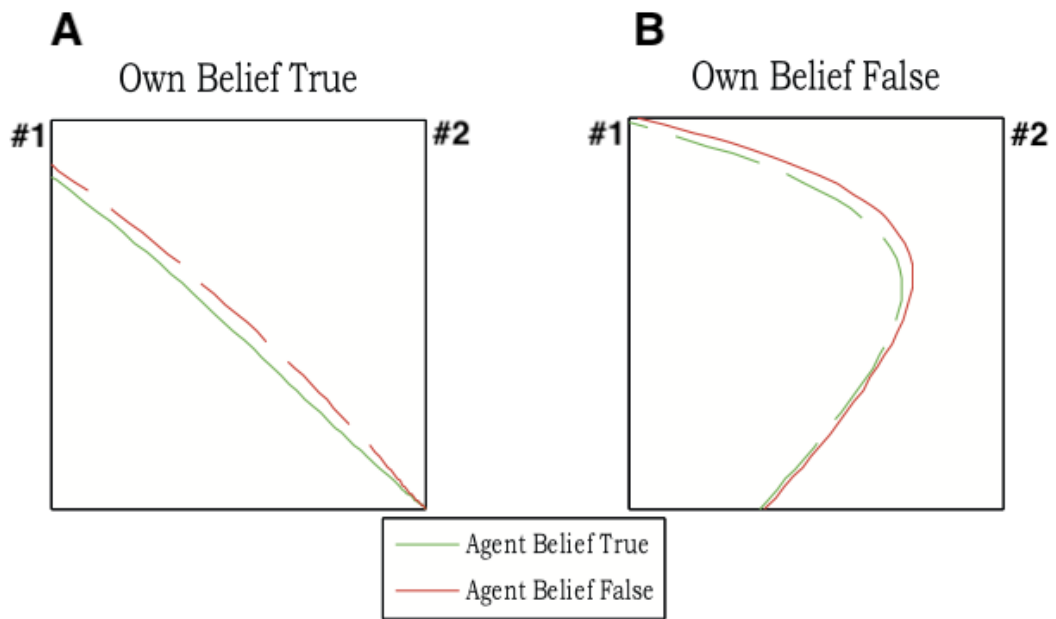 A
Own Belief True
#1
#2
B
Own Belief False
#1
#2
Agent Belief True
Agent Belief False